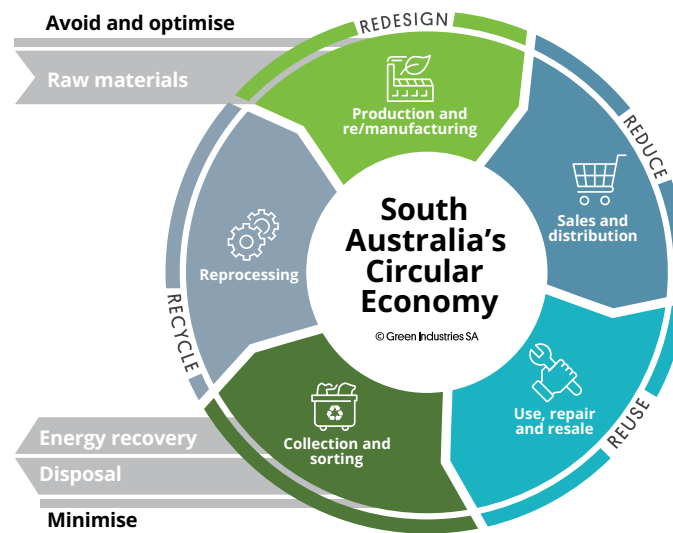 Avoid and optimise
Raw materials
REDESIGN
Production and
re/manufacturing
REDUCE
Sales and
distribution
South
Australia's
Circular
Economy
© Green Industries SA
Reprocessing
RECYCLE
Use, repair
and resale
REUSE
Collection and
sorting
Energy recovery
Disposal
Minimise